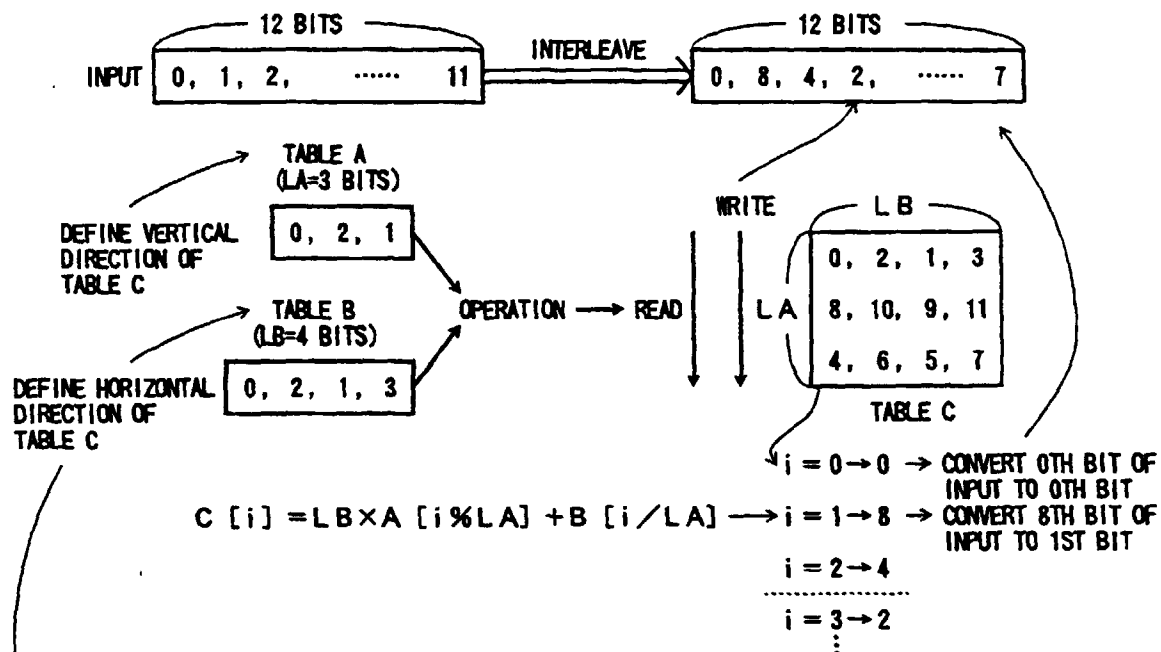 12 BITS
12 BITS
INTERLEAVE
INPUT
0, 1, 2, ...... 11
0, 8, 4, 2, ...... 7
TABLE A
(LA=3 BITS)
0, 2, 1
DEFINE VERTICAL
DIRECTION OF
TABLE C
TABLE B
(LB=4 BITS)
0, 2, 1, 3
DEFINE HORIZONTAL
DIRECTION OF
TABLE C
OPERATION
READ
WRITE
LB
LA
0, 2, 1, 3
8, 10, 9, 11
4, 6, 5, 7
TABLE C
C [i] =LB×A [i%LA] +B [i/LA]
i = 0→0 → CONVERT 0TH BIT OF
INPUT TO 0TH BIT
i = 1→8 → CONVERT 8TH BIT OF
INPUT TO 1ST BIT
i = 2→4
i = 3→2